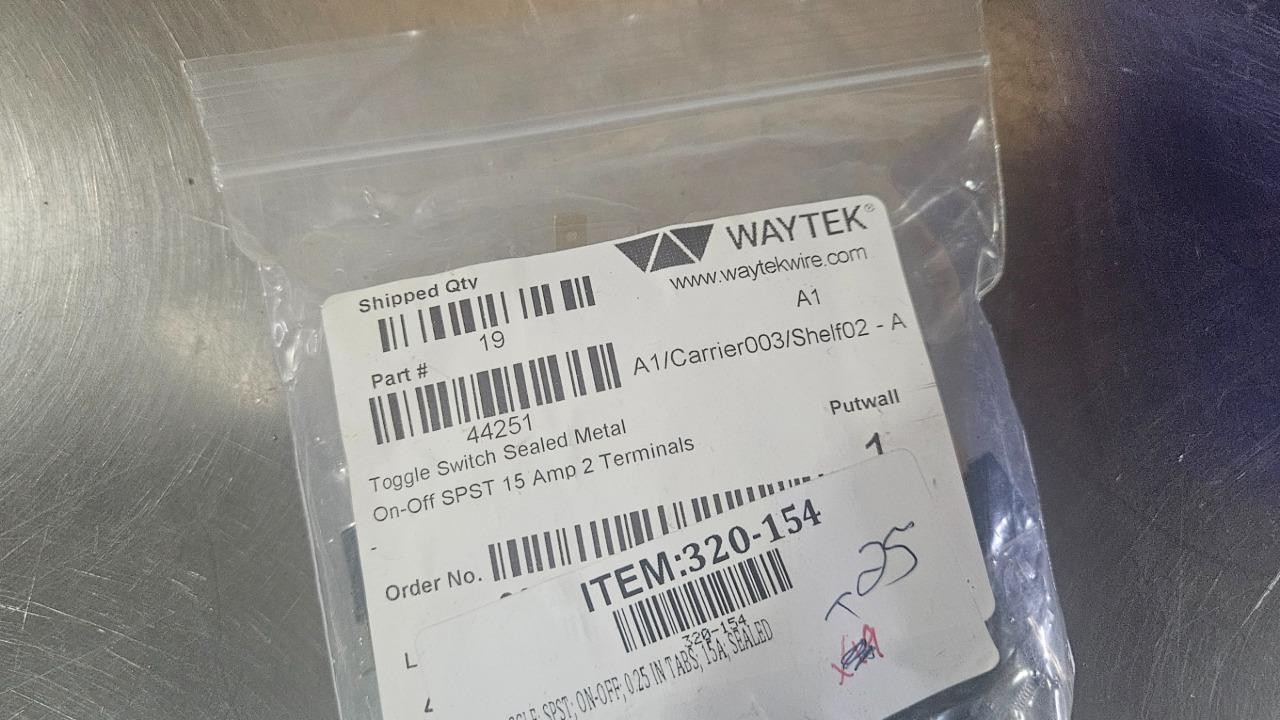 WAYTEK®
www.waytekwire.com
Shipped Qty
19
A1
Part #
A1/Carrier003/Shelf02 - A
44251
Putwall
1
Toggle Switch Sealed Metal
On-Off SPST 15 Amp 2 Terminals
-
Order No.
ITEM:320-154
320-154
SPST; ON-OFF; 0.25 IN TABS; 15A; SEALED
L